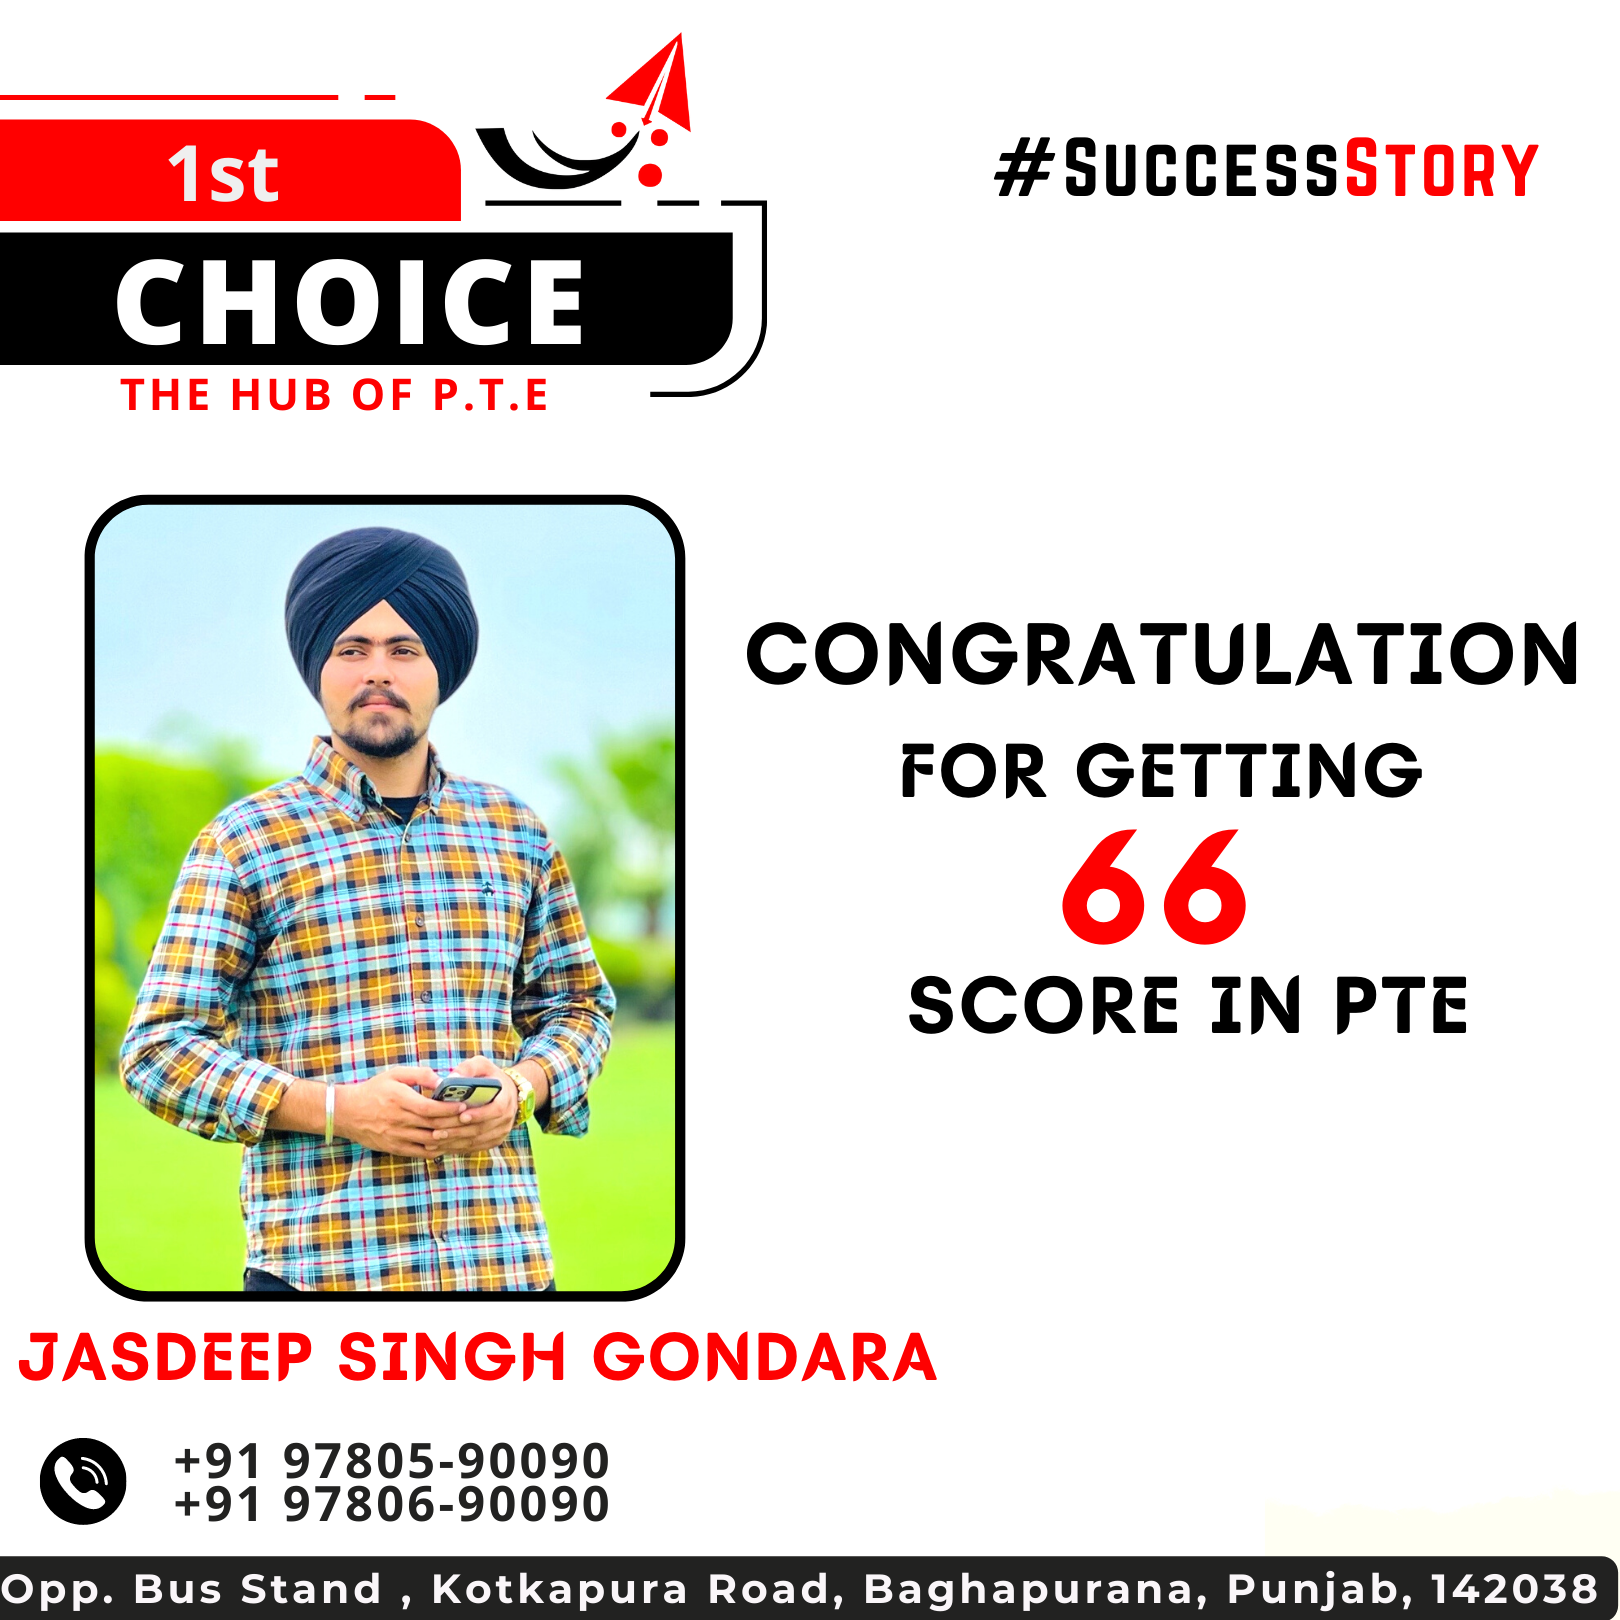 1st
CHOICE
THE HUB OF P.T.E
#SuccessStory
CONGRATULATION
FOR GETTING
66
SCORE IN PTE
JASDEEP SINGH GONDARA
+91 97805-90090
+91 97806-90090
Opp. Bus Stand , Kotkapura Road, Baghapurana, Punjab, 142038